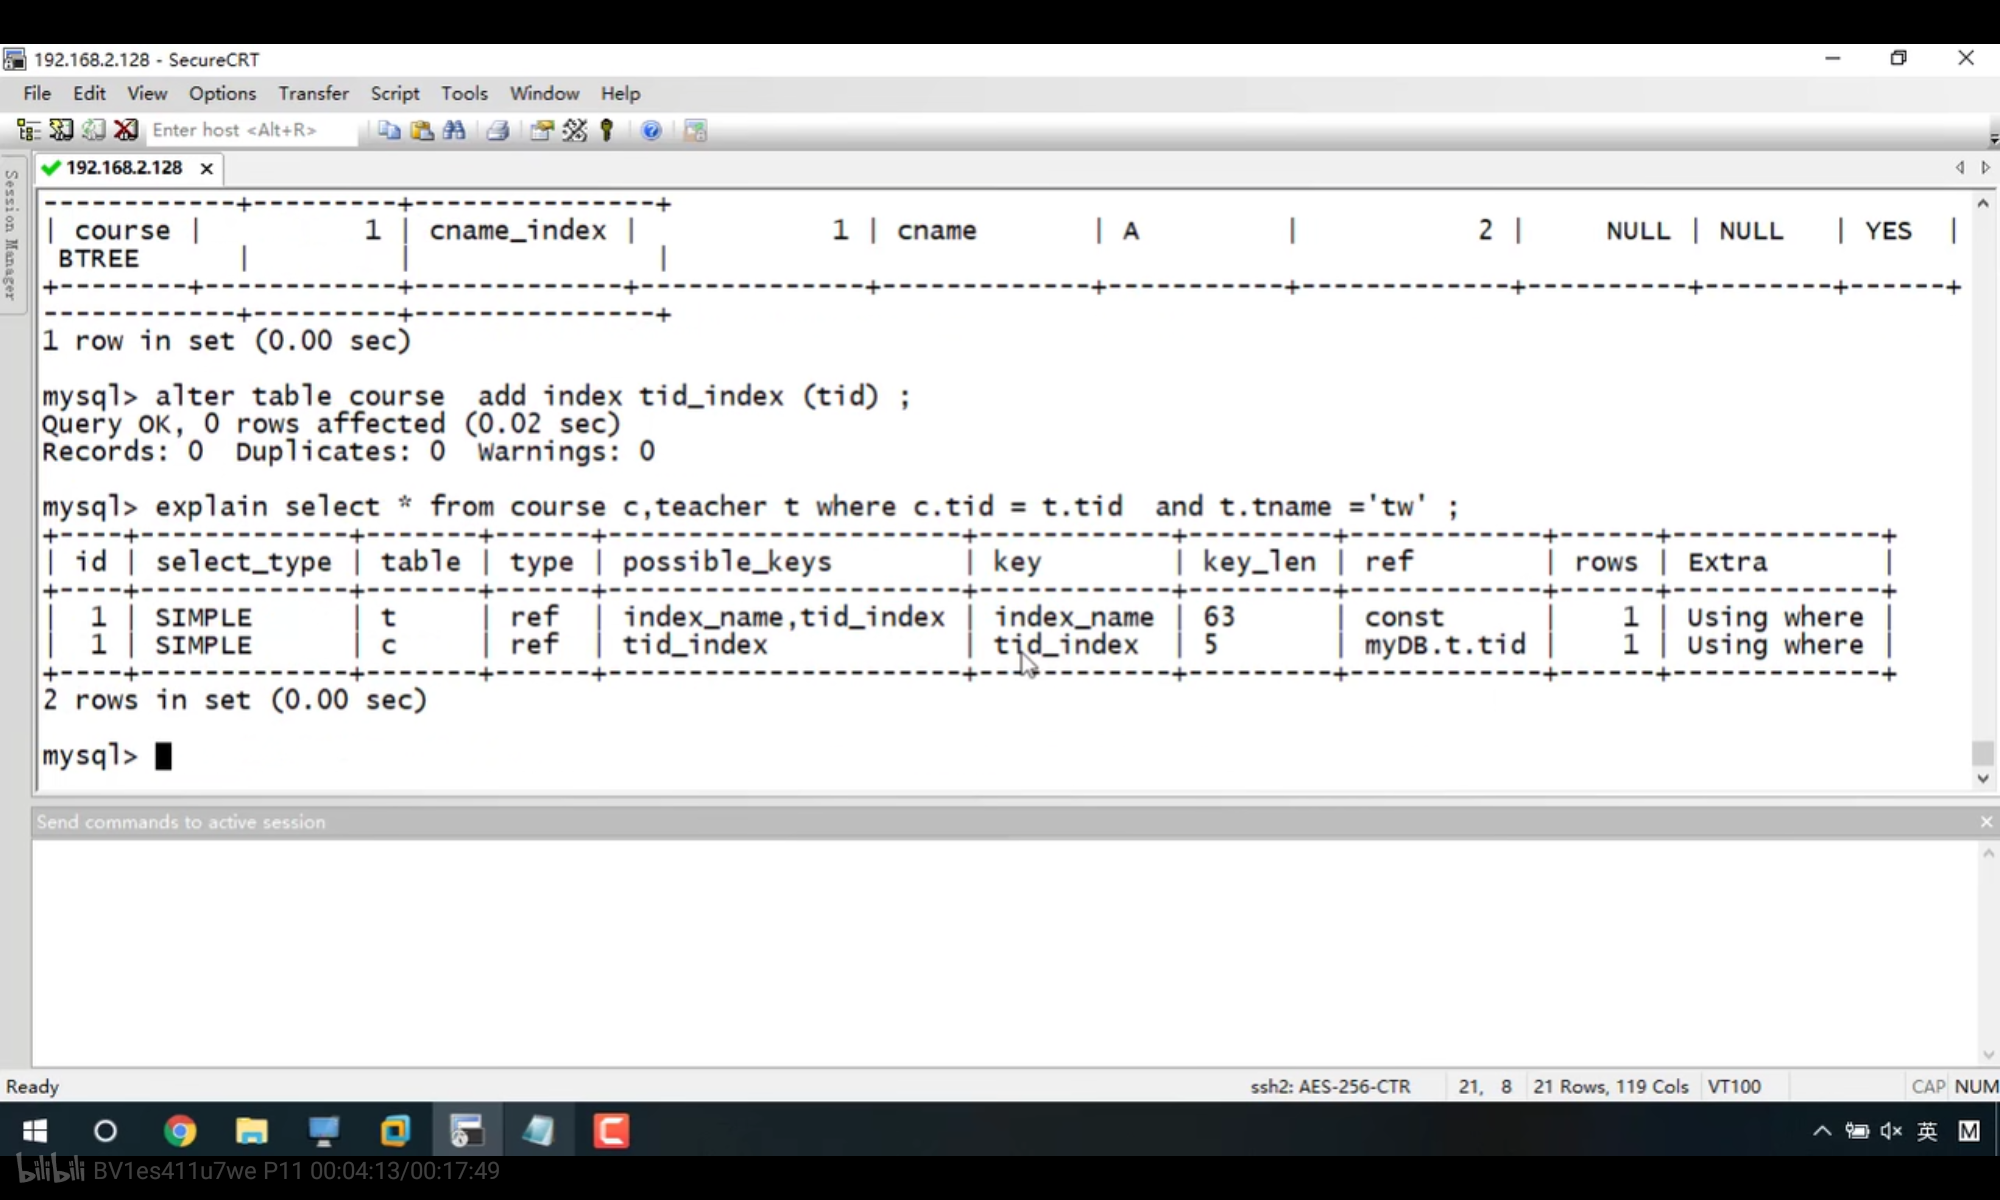 192.168.2.128 - SecureCRT
File Edit View Options Transfer Script Tools Window Help
Enter host <Alt+R>
192.168.2.128
Session Manager
------------+---------+---------------+
| course |          1 | cname_index |            1 | cname       | A         |           2 |     NULL | NULL   | YES  |
 BTREE      |         |               |
+--------+------------+-------------+--------------+-------------+-----------+-------------+----------+--------+------+
------------+---------+---------------+
1 row in set (0.00 sec)
mysql> alter table course  add index tid_index (tid) ;
Query OK, 0 rows affected (0.02 sec)
Records: 0  Duplicates: 0  Warnings: 0
mysql> explain select * from course c,teacher t where c.tid = t.tid  and t.tname ='tw' ;
+----+-------------+-------+------+----------------------+------------+---------+------------+------+-------------+
| id | select_type | table | type | possible_keys        | key        | key_len | ref        | rows | Extra       |
+----+-------------+-------+------+----------------------+------------+---------+------------+------+-------------+
|  1 | SIMPLE      | t     | ref  | index_name,tid_index | index_name | 63      | const      |    1 | Using where |
|  1 | SIMPLE      | c     | ref  | tid_index            | tid_index  | 5       | myDB.t.tid |    1 | Using where |
+----+-------------+-------+------+----------------------+------------+---------+------------+------+-------------+
2 rows in set (0.00 sec)
mysql>
Send commands to active session
Ready ssh2: AES-256-CTR 21, 8 21 Rows, 119 Cols VT100 CAP NUM
英 M
bilibili BV1es411u7we P11 00:04:13/00:17:49